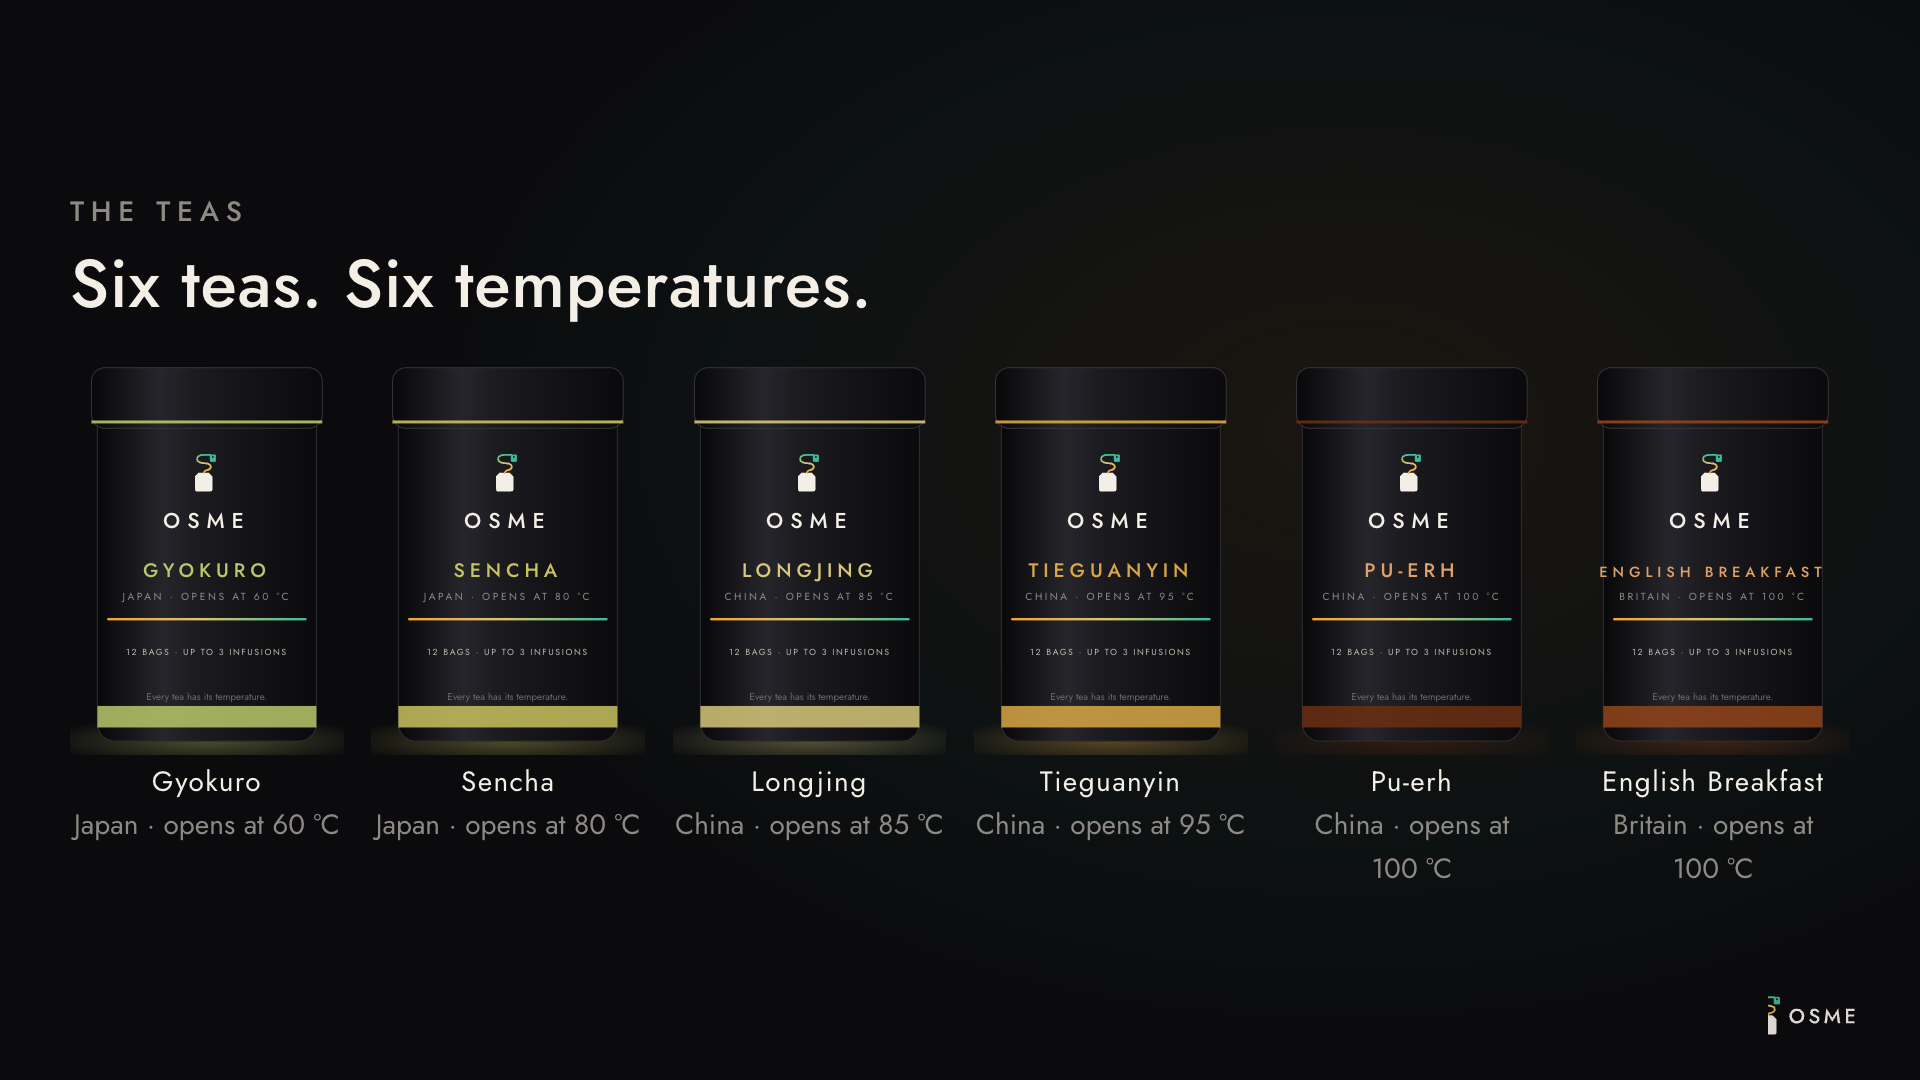 THE TEAS
Six teas. Six temperatures.
OSME
GYOKURO
JAPAN · OPENS AT 60 °C
12 BAGS · UP TO 3 INFUSIONS
Every tea has its temperature.
OSME
SENCHA
JAPAN · OPENS AT 80 °C
12 BAGS · UP TO 3 INFUSIONS
Every tea has its temperature.
OSME
LONGJING
CHINA · OPENS AT 85 °C
12 BAGS · UP TO 3 INFUSIONS
Every tea has its temperature.
OSME
TIEGUANYIN
CHINA · OPENS AT 95 °C
12 BAGS · UP TO 3 INFUSIONS
Every tea has its temperature.
OSME
PU-ERH
CHINA · OPENS AT 100 °C
12 BAGS · UP TO 3 INFUSIONS
Every tea has its temperature.
OSME
ENGLISH BREAKFAST
BRITAIN · OPENS AT 100 °C
12 BAGS · UP TO 3 INFUSIONS
Every tea has its temperature.
Gyokuro
Japan · opens at 60 °C
Sencha
Japan · opens at 80 °C
Longjing
China · opens at 85 °C
Tieguanyin
China · opens at 95 °C
Pu-erh
China · opens at
100 °C
English Breakfast
Britain · opens at
100 °C
OSME